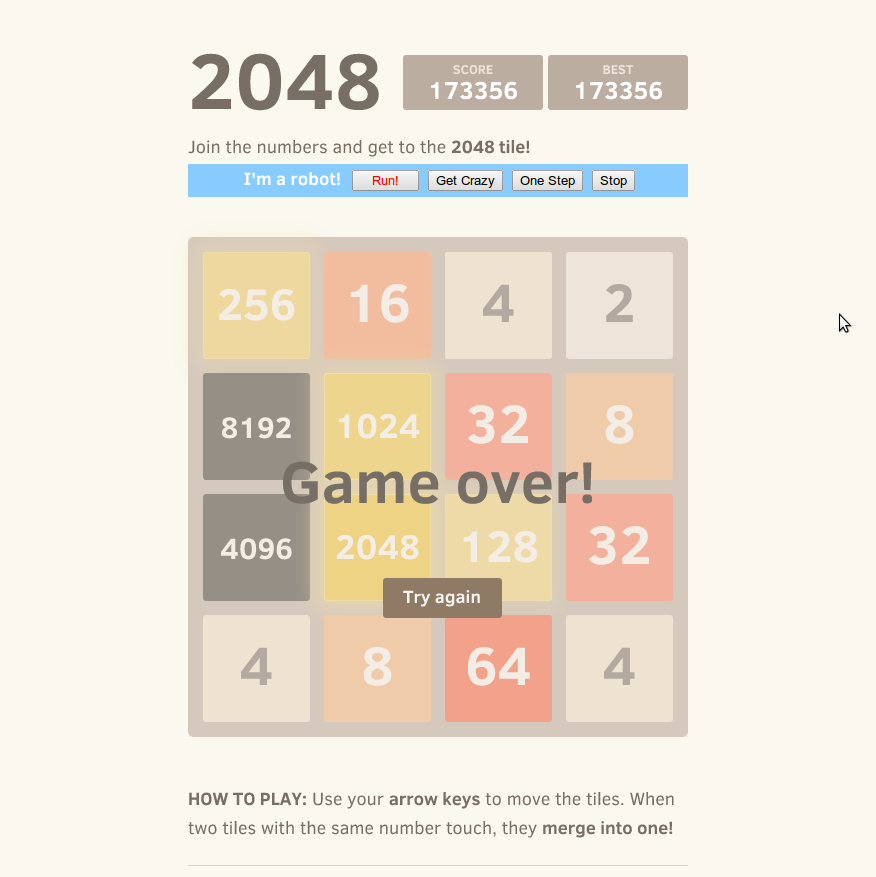 2048
SCORE
173356
BEST
173356
Join the numbers and get to the 2048 tile!
I'm a robot! Run! Get Crazy One Step Stop
256 16 4 2
8192 1024 32 8
Game over!
4096 2048 128 32
Try again
4 8 64 4
HOW TO PLAY: Use your arrow keys to move the tiles. When
two tiles with the same number touch, they merge into one!